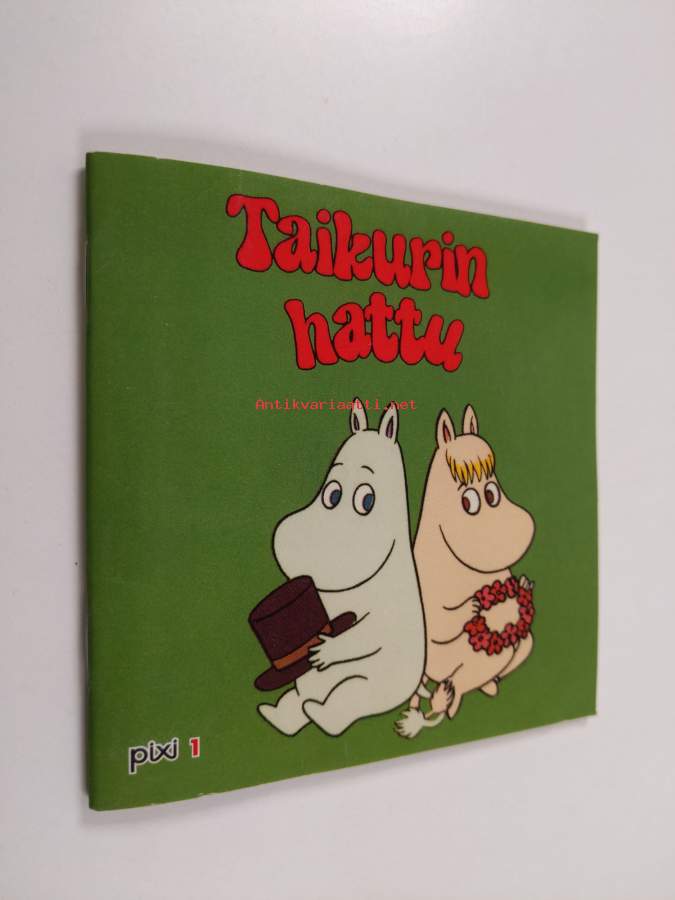 Taikurin
hattu
Antikvariaatti.net
pixi 1